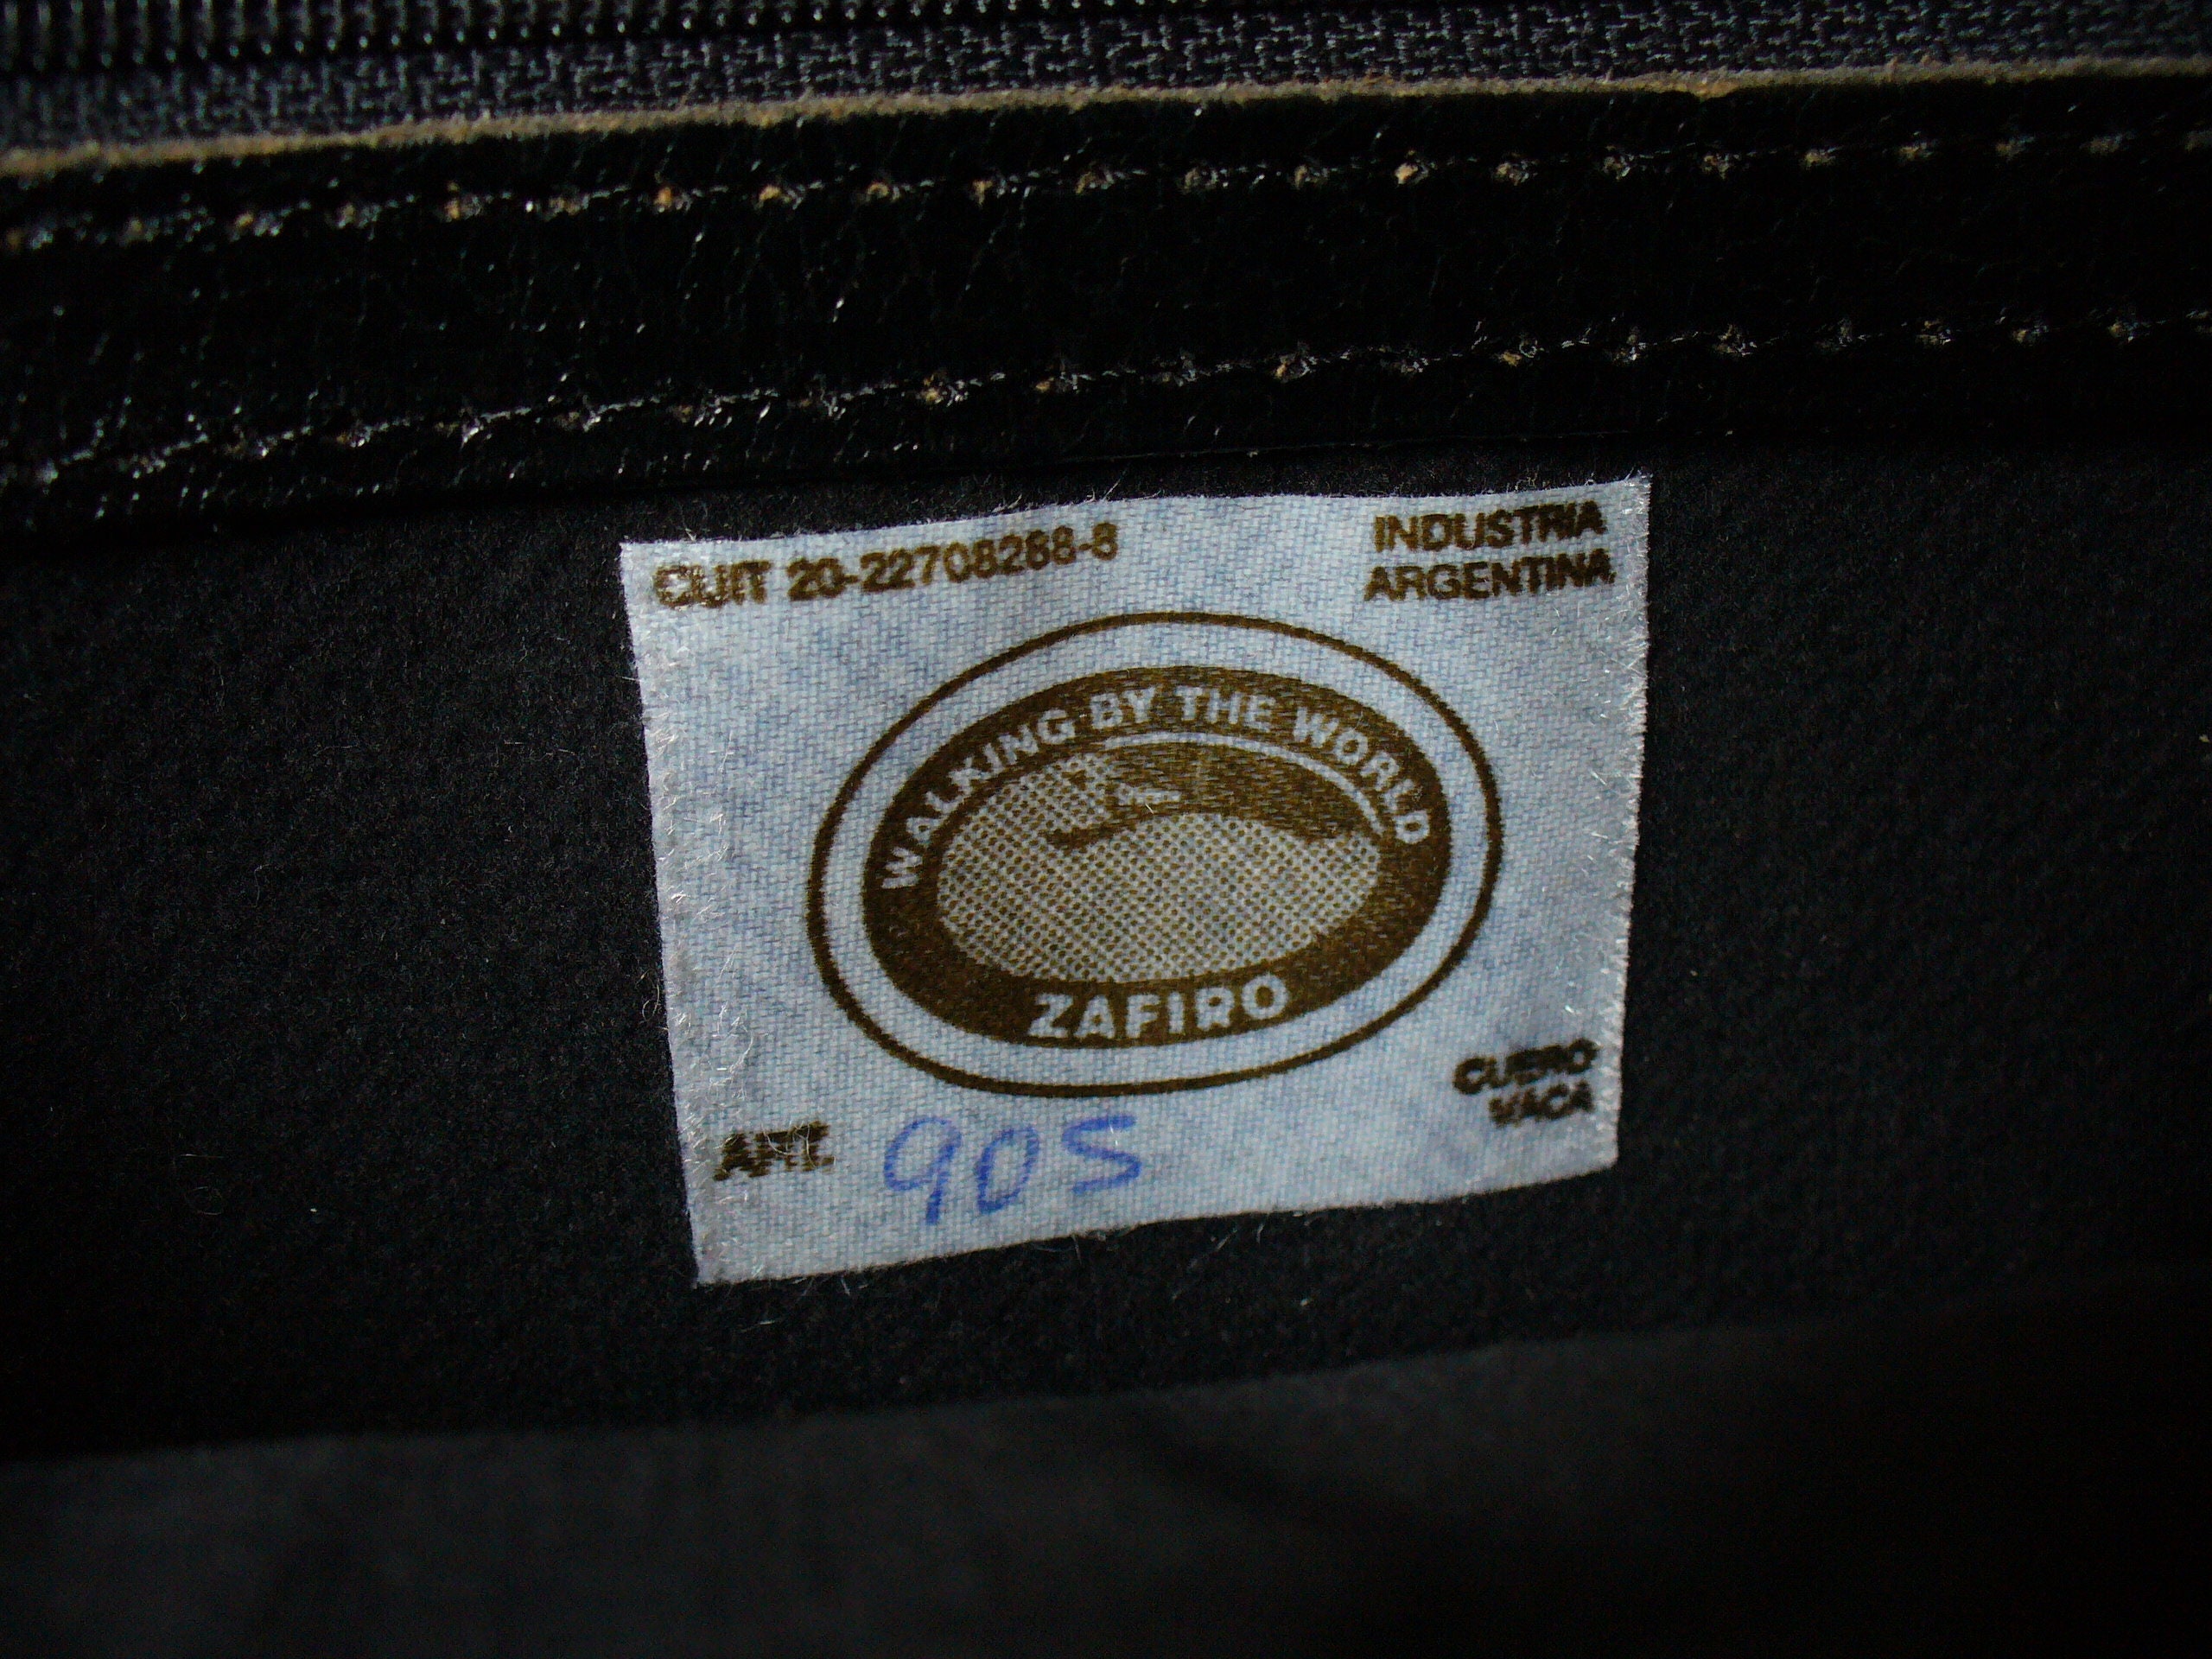 CUIT 20-22708288-8
INDUSTRIA
ARGENTINA
WALKING BY THE WORLD
ZAFIRO
CUERO
VACA
ART. 905